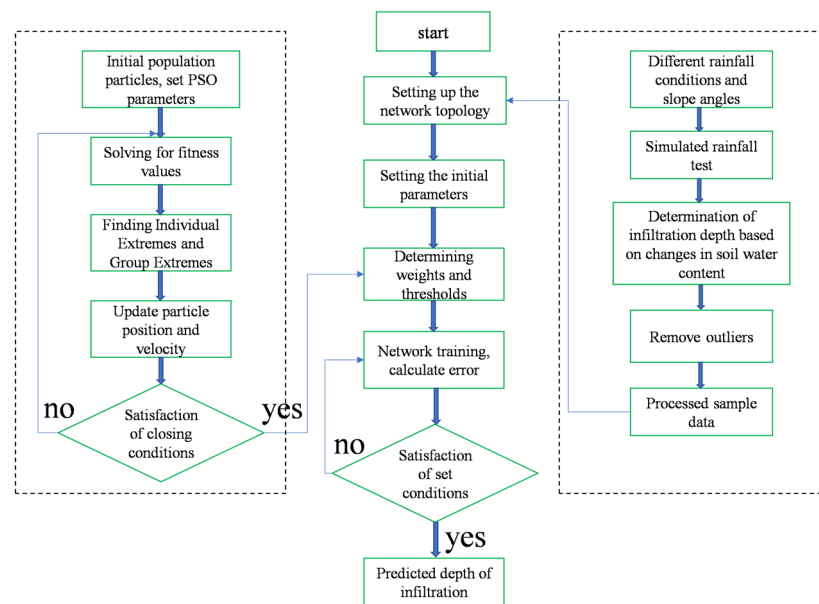 Initial population
particles, set PSO
parameters
Solving for fitness
values
Finding Individual
Extremes and
Group Extremes
Update particle
position and
velocity
no
Satisfaction
of closing
conditions
yes
start
Setting up the
network topology
Setting the initial
parameters
Determining
weights and
thresholds
Network training,
calculate error
no
Satisfaction
of set
conditions
yes
Predicted depth of
infiltration
Different rainfall
conditions and
slope angles
Simulated rainfall
test
Determination of
infiltration depth based
on changes in soil water
content
Remove outliers
Processed sample
data